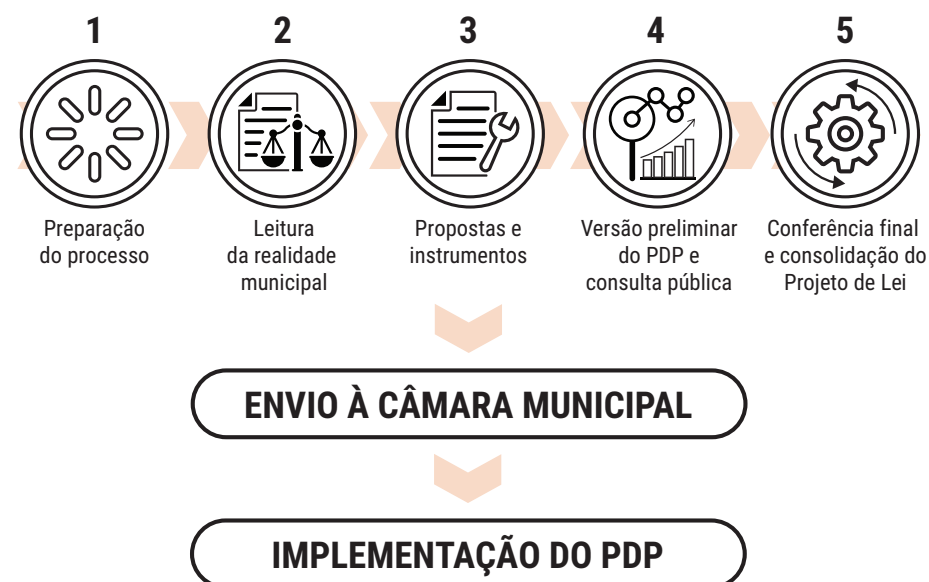 1
2
3
4
5
Preparação
do processo
Leitura
da realidade
municipal
Propostas e
instrumentos
Versão preliminar
do PDP e
consulta pública
Conferência final
e consolidação do
Projeto de Lei
ENVIO À CÂMARA MUNICIPAL
IMPLEMENTAÇÃO DO PDP